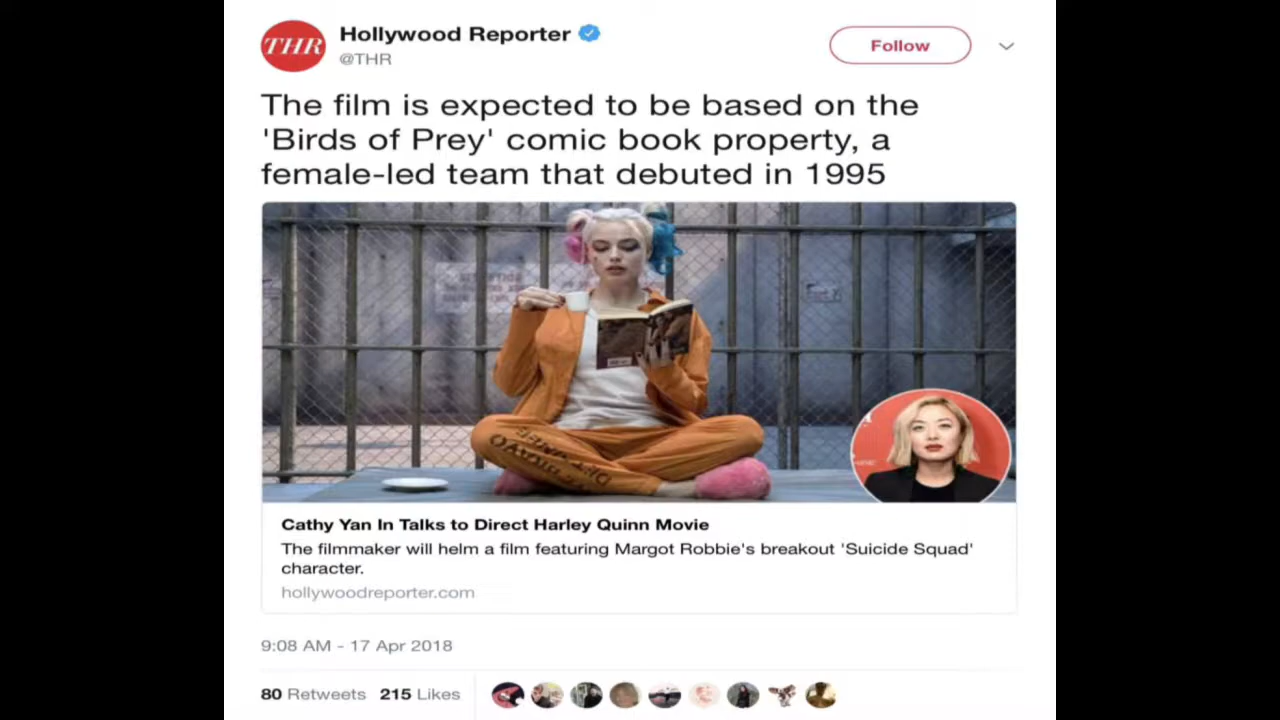 THR
Hollywood Reporter
@THR
Follow
The film is expected to be based on the
'Birds of Prey' comic book property, a
female-led team that debuted in 1995
Cathy Yan In Talks to Direct Harley Quinn Movie
The filmmaker will helm a film featuring Margot Robbie's breakout 'Suicide Squad'
character.
hollywoodreporter.com
9:08 AM - 17 Apr 2018
80 Retweets 215 Likes